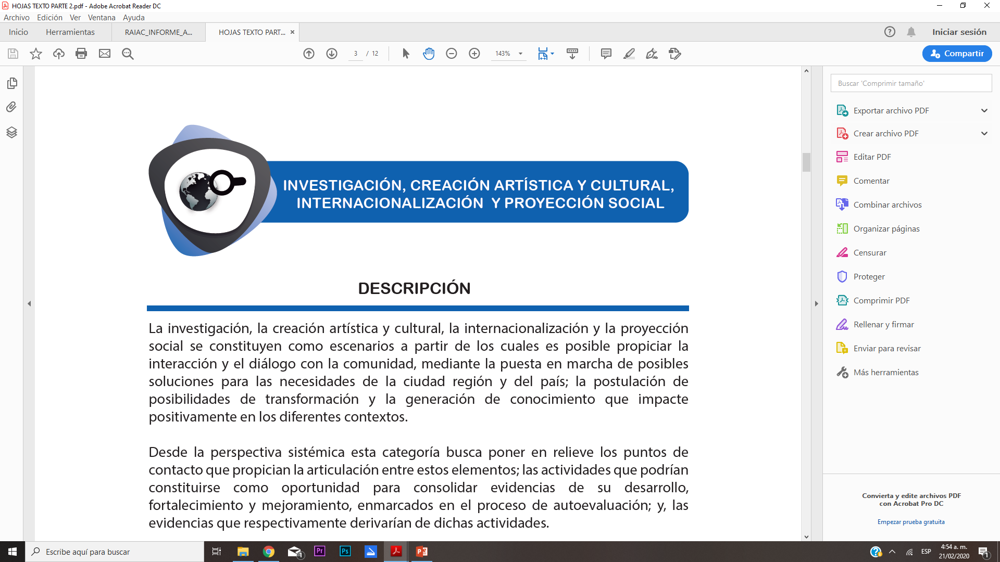 HOJAS TEXTO PARTE 2.pdf - Adobe Acrobat Reader DC
Archivo Edición Ver Ventana Ayuda
Inicio Herramientas RAIAC_INFORME_A... HOJAS TEXTO PART... × Iniciar sesión
3 / 12 143% Compartir
Buscar 'Comprimir tamaño'
Exportar archivo PDF
Crear archivo PDF
Editar PDF
Comentar
Combinar archivos
Organizar páginas
Censurar
Proteger
Comprimir PDF
Rellenar y firmar
Enviar para revisar
Más herramientas
Convierta y edite archivos PDF
con Acrobat Pro DC
Empezar prueba gratuita
INVESTIGACIÓN, CREACIÓN ARTÍSTICA Y CULTURAL,
INTERNACIONALIZACIÓN Y PROYECCIÓN SOCIAL
DESCRIPCIÓN
La investigación, la creación artística y cultural, la internacionalización y la proyección
social se constituyen como escenarios a partir de los cuales es posible propiciar la
interacción y el diálogo con la comunidad, mediante la puesta en marcha de posibles
soluciones para las necesidades de la ciudad región y del país; la postulación de
posibilidades de transformación y la generación de conocimiento que impacte
positivamente en los diferentes contextos.
Desde la perspectiva sistémica esta categoría busca poner en relieve los puntos de
contacto que propician la articulación entre estos elementos; las actividades que podrían
constituirse como oportunidad para consolidar evidencias de su desarrollo,
fortalecimiento y mejoramiento, enmarcados en el proceso de autoevaluación; y, las
evidencias que respectivamente derivarían de dichas actividades.
Escribe aquí para buscar
1
Pr
Ps
ESP
4:54 a. m.
21/02/2020
1